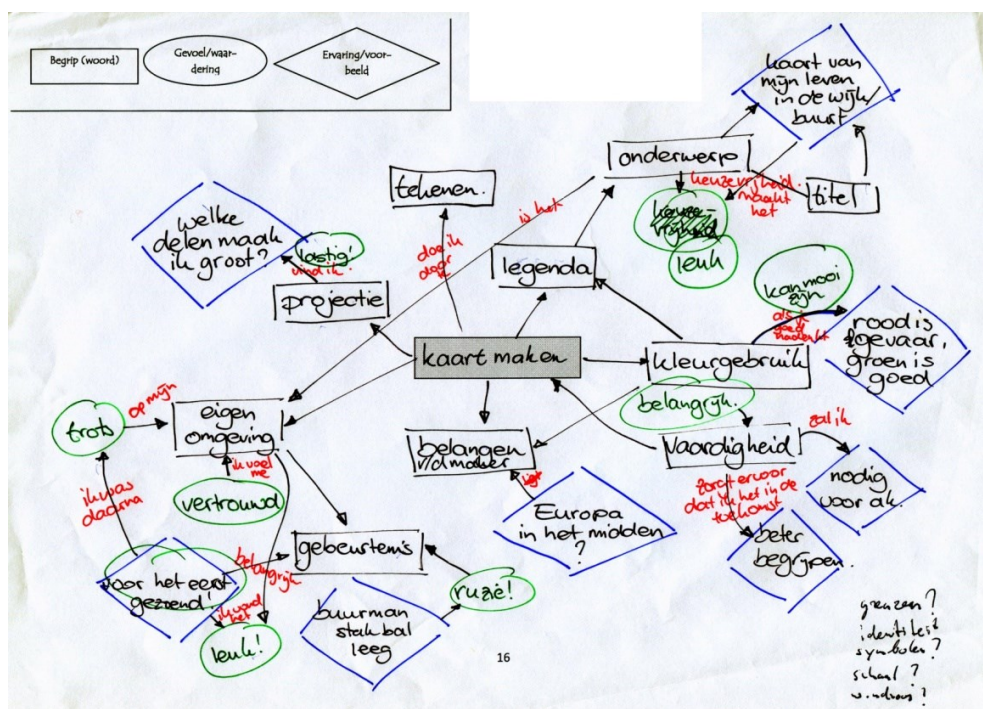 Begrip (woord)
Gevoel/waar-
dering
Ervaring/voor-
beeld
kaart van
mijn leven
in de wijk/
buurt
onderwerp
titel
keuzevrijheid
maakt
het
keuze-
vrijheid
leuk
tekenen.
is het
doe ik
daar
legenda
welke
delen maak
ik groot?
lastig!
vind ik!
projectie
kan mooi
zijn
als ik
goed
nadenkt
rood is
gevaar,
groen is
goed
kaart maken
kleurgebruik
belangrijk.
trots
op mijn
eigen
omgeving
belangen
v/d maker
vaardigheid
zal ik
nodig
voor ak.
ik voel
me
vertrouwd
ik was
daarna
zorgt ervoor
dat ik het in de
toekomst
Europa
in het midden
?
beter
begrijpen.
gebeurtenis
belangrijk
voor het eerst
gezoend!
ik vond
het
leuk!
ruzie!
buurman
stak bal
leeg
16
grenzen?
identiteit
symbolen?
schaal?
windroos?